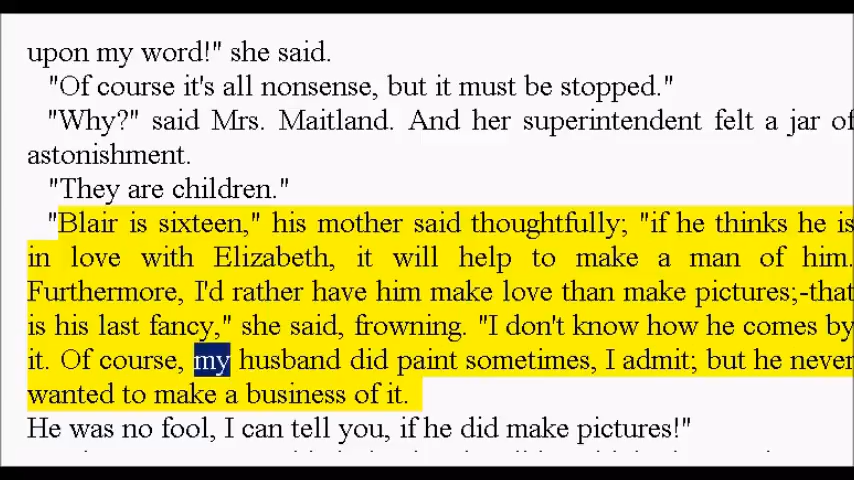 upon my word!" she said.
"Of course it's all nonsense, but it must be stopped."
"Why?" said Mrs. Maitland. And her superintendent felt a jar of
astonishment.
"They are children."
"Blair is sixteen," his mother said thoughtfully; "if he thinks he is
in love with Elizabeth, it will help to make a man of him.
Furthermore, I'd rather have him make love than make pictures;-that
is his last fancy," she said, frowning. "I don't know how he comes by
it. Of course, my husband did paint sometimes, I admit; but he never
wanted to make a business of it.
He was no fool, I can tell you, if he did make pictures!"